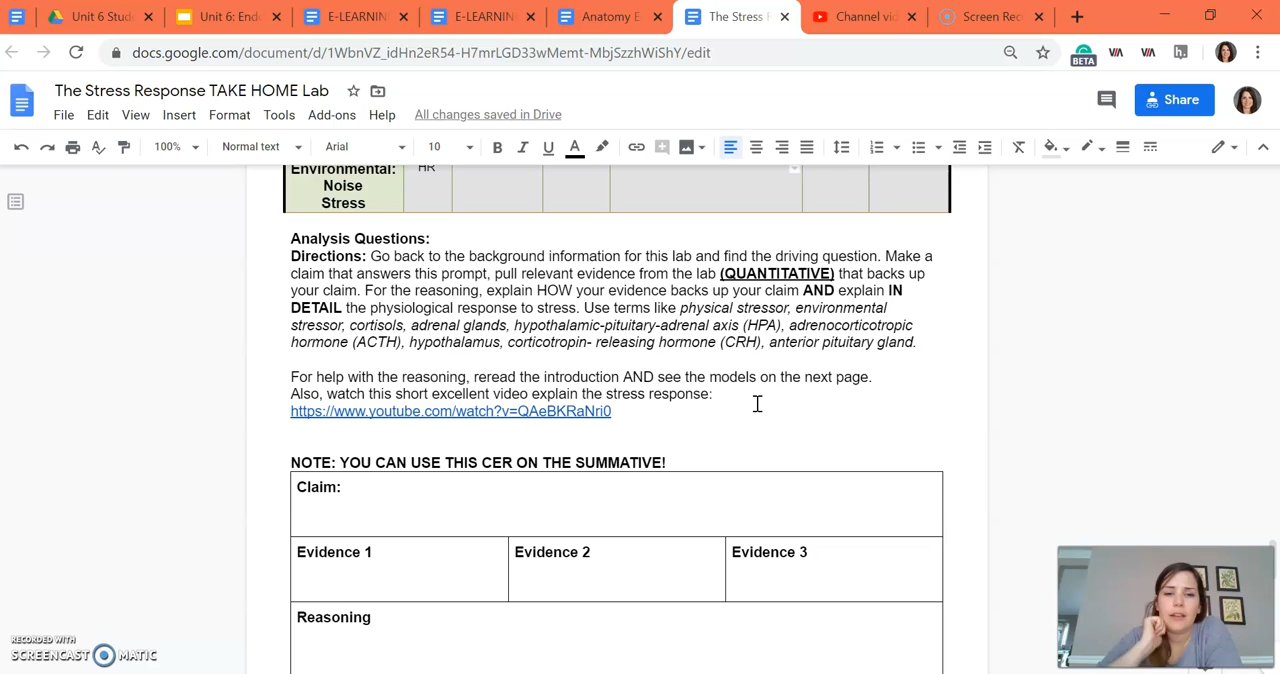 Unit 6 Stud
Unit 6: End
E-LEARNIN
E-LEARNIN
Anatomy E
The Stress F
Channel vid
Screen Rec
docs.google.com/document/d/1WbnVZ_idHn2eR54-H7mrLGD33wMemt-MbjSzzhWiShY/edit
BETA
The Stress Response TAKE HOME Lab
Share
File Edit View Insert Format Tools Add-ons Help All changes saved in Drive
100% Normal text Arial 10 B I U A
Environmental: HR
Noise
Stress
Analysis Questions:
Directions: Go back to the background information for this lab and find the driving question. Make a
claim that answers this prompt, pull relevant evidence from the lab (QUANTITATIVE) that backs up
your claim. For the reasoning, explain HOW your evidence backs up your claim AND explain IN
DETAIL the physiological response to stress. Use terms like physical stressor, environmental
stressor, cortisols, adrenal glands, hypothalamic-pituitary-adrenal axis (HPA), adrenocorticotropic
hormone (ACTH), hypothalamus, corticotropin- releasing hormone (CRH), anterior pituitary gland.
For help with the reasoning, reread the introduction AND see the models on the next page.
Also, watch this short excellent video explain the stress response:
https://www.youtube.com/watch?v=QAeBKRaNri0
NOTE: YOU CAN USE THIS CER ON THE SUMMATIVE!
Claim:
Evidence 1 Evidence 2 Evidence 3
Reasoning
RECORDED WITH
SCREENCAST MATIC